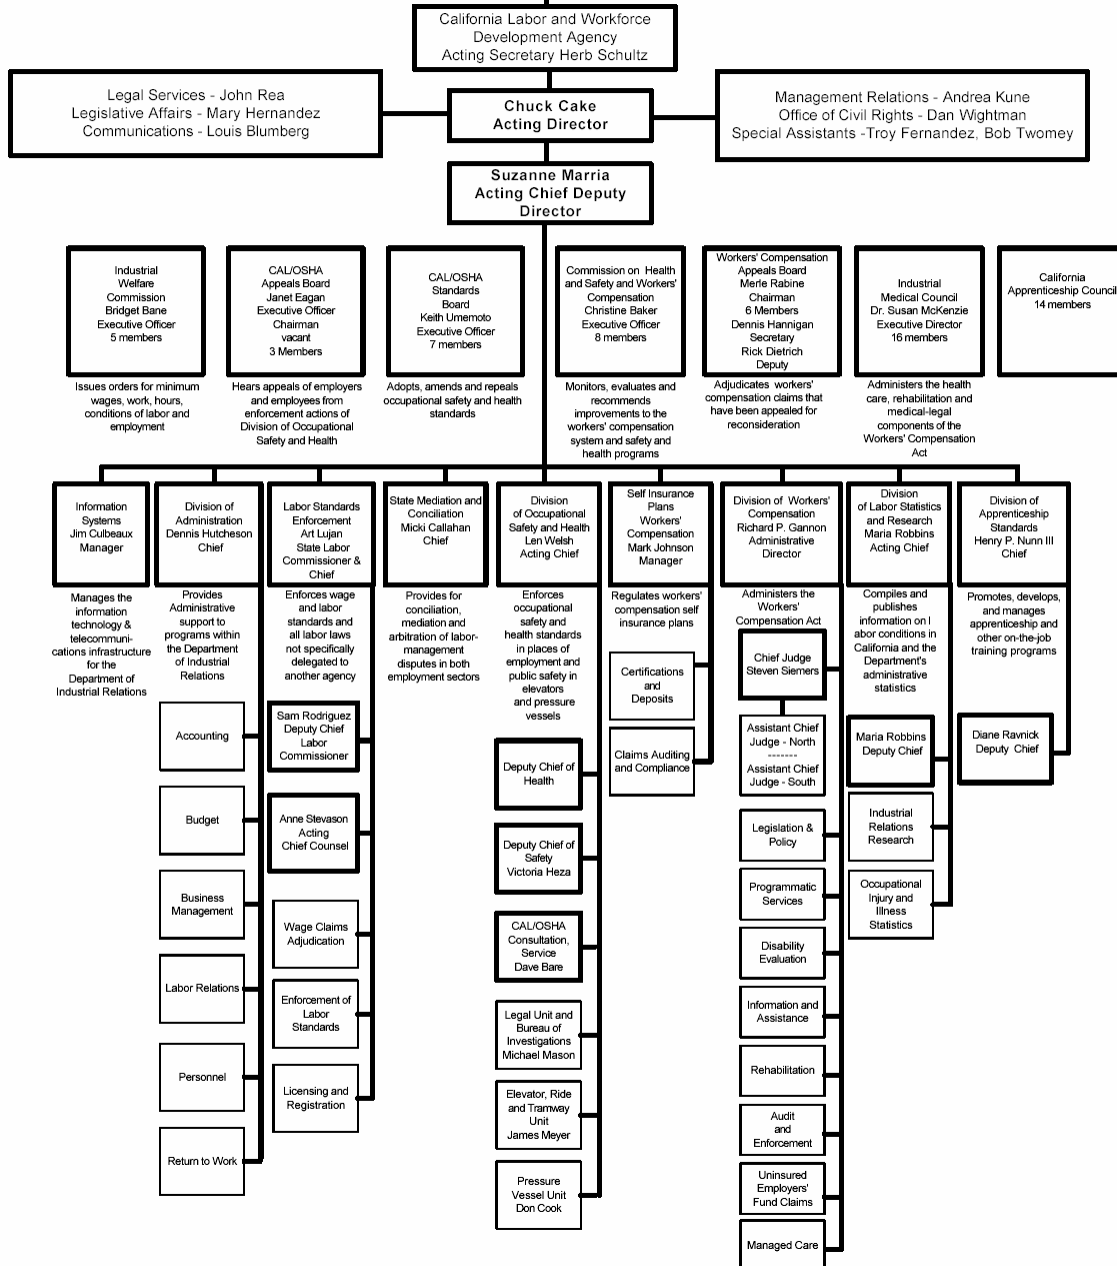 California Labor and Workforce
Development Agency
Acting Secretary Herb Schultz
Legal Services - John Rea
Legislative Affairs - Mary Hernandez
Communications - Louis Blumberg
Chuck Cake
Acting Director
Management Relations - Andrea Kune
Office of Civil Rights - Dan Wightman
Special Assistants -Troy Fernandez, Bob Twomey
Suzanne Marria
Acting Chief Deputy
Director
Industrial
Welfare
Commission
Bridget Bane
Executive Officer
5 members
Issues orders for minimum
wages, work, hours,
conditions of labor and
employment
CAL/OSHA
Appeals Board
Janet Eagan
Executive Officer
Chairman
vacant
3 Members
Hears appeals of employers
and employees from
enforcement actions of
Division of Occupational
Safety and Health
CAL/OSHA
Standards
Board
Keith Umemoto
Executive Officer
7 members
Adopts, amends and repeals
occupational safety and health
standards
Commission on Health
and Safety and Workers'
Compensation
Christine Baker
Executive Officer
8 members
Monitors, evaluates and
recommends
improvements to the
workers' compensation
system and safety and
health programs
Workers' Compensation
Appeals Board
Merle Rabine
Chairman
6 Members
Dennis Hannigan
Secretary
Rick Dietrich
Deputy
Adjudicates workers'
compensation claims that
have been appealed for
reconsideration
Industrial
Medical Council
Dr. Susan McKenzie
Executive Director
16 members
Administers the health
care, rehabilitation and
medical-legal
components of the
Workers' Compensation
Act
California
Apprenticeship Council
14 members
Information
Systems
Jim Culbeaux
Manager
Manages the
information
technology &
telecommuni-
cations infrastructure
for the
Department of
Industrial Relations
Division of
Administration
Dennis Hutcheson
Chief
Provides
Administrative
support to
programs within
the Department
of Industrial
Relations
Accounting
Budget
Business
Management
Labor Relations
Personnel
Return to Work
Labor Standards
Enforcement
Art Lujan
State Labor
Commissioner &
Chief
Enforces wage
and labor
standards and
all labor laws
not specifically
delegated to
another agency
Sam Rodriguez
Deputy Chief
Labor
Commissioner
Anne Stevason
Acting
Chief Counsel
Wage Claims
Adjudication
Enforcement of
Labor
Standards
Licensing and
Registration
State Mediation and
Conciliation
Micki Callahan
Chief
Provides for
conciliation,
mediation and
arbitration of labor-
management
disputes in both
employment sectors
Division
of Occupational
Safety and Health
Len Welsh
Acting Chief
Enforces
occupational
safety and
health standards
in places of
employment and
public safety in
elevators
and pressure
vessels
Deputy Chief of
Health
Deputy Chief of
Safety
Victoria Heza
CAL/OSHA
Consultation,
Service
Dave Bare
Legal Unit and
Bureau of
Investigations
Michael Mason
Elevator, Ride
and Tramway
Unit
James Meyer
Pressure
Vessel Unit
Don Cook
Self Insurance
Plans
Workers'
Compensation
Mark Johnson
Manager
Regulates workers'
compensation self
insurance plans
Certifications
and
Deposits
Claims Auditing
and Compliance
Division of Workers'
Compensation
Richard P. Gannon
Administrative
Director
Administers the
Workers'
Compensation Act
Chief Judge
Steven Siemers
Assistant Chief
Judge - North
-------
Assistant Chief
Judge - South
Legislation &
Policy
Programmatic
Services
Disability
Evaluation
Information and
Assistance
Rehabilitation
Audit
and
Enforcement
Uninsured
Employers'
Fund Claims
Managed Care
Division
of Labor Statistics
and Research
Maria Robbins
Acting Chief
Compiles and
publishes
information on l
abor conditions in
California and the
Department's
administrative
statistics
Maria Robbins
Deputy Chief
Industrial
Relations
Research
Occupational
Injury and
Illness
Statistics
Division of
Apprenticeship
Standards
Henry P. Nunn III
Chief
Promotes, develops,
and manages
apprenticeship and
other on-the-job
training programs
Diane Ravnick
Deputy Chief